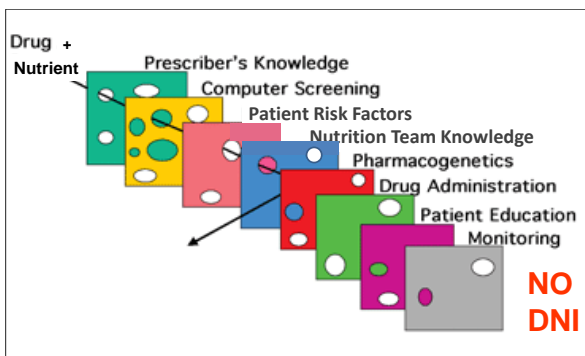 Drug +
Nutrient
Prescriber's Knowledge
Computer Screening
Patient Risk Factors
Nutrition Team Knowledge
Pharmacogenetics
Drug Administration
Patient Education
Monitoring
NO
DNI